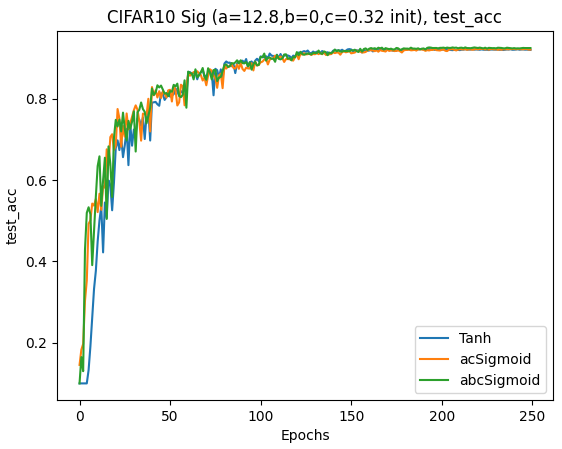 CIFAR10 Sig (a=12.8,b=0,c=0.32 init), test_acc
test_acc
0.8
0.6
0.4
0.2
0 50 100 150 200 250
Epochs
Tanh
acSigmoid
abcSigmoid